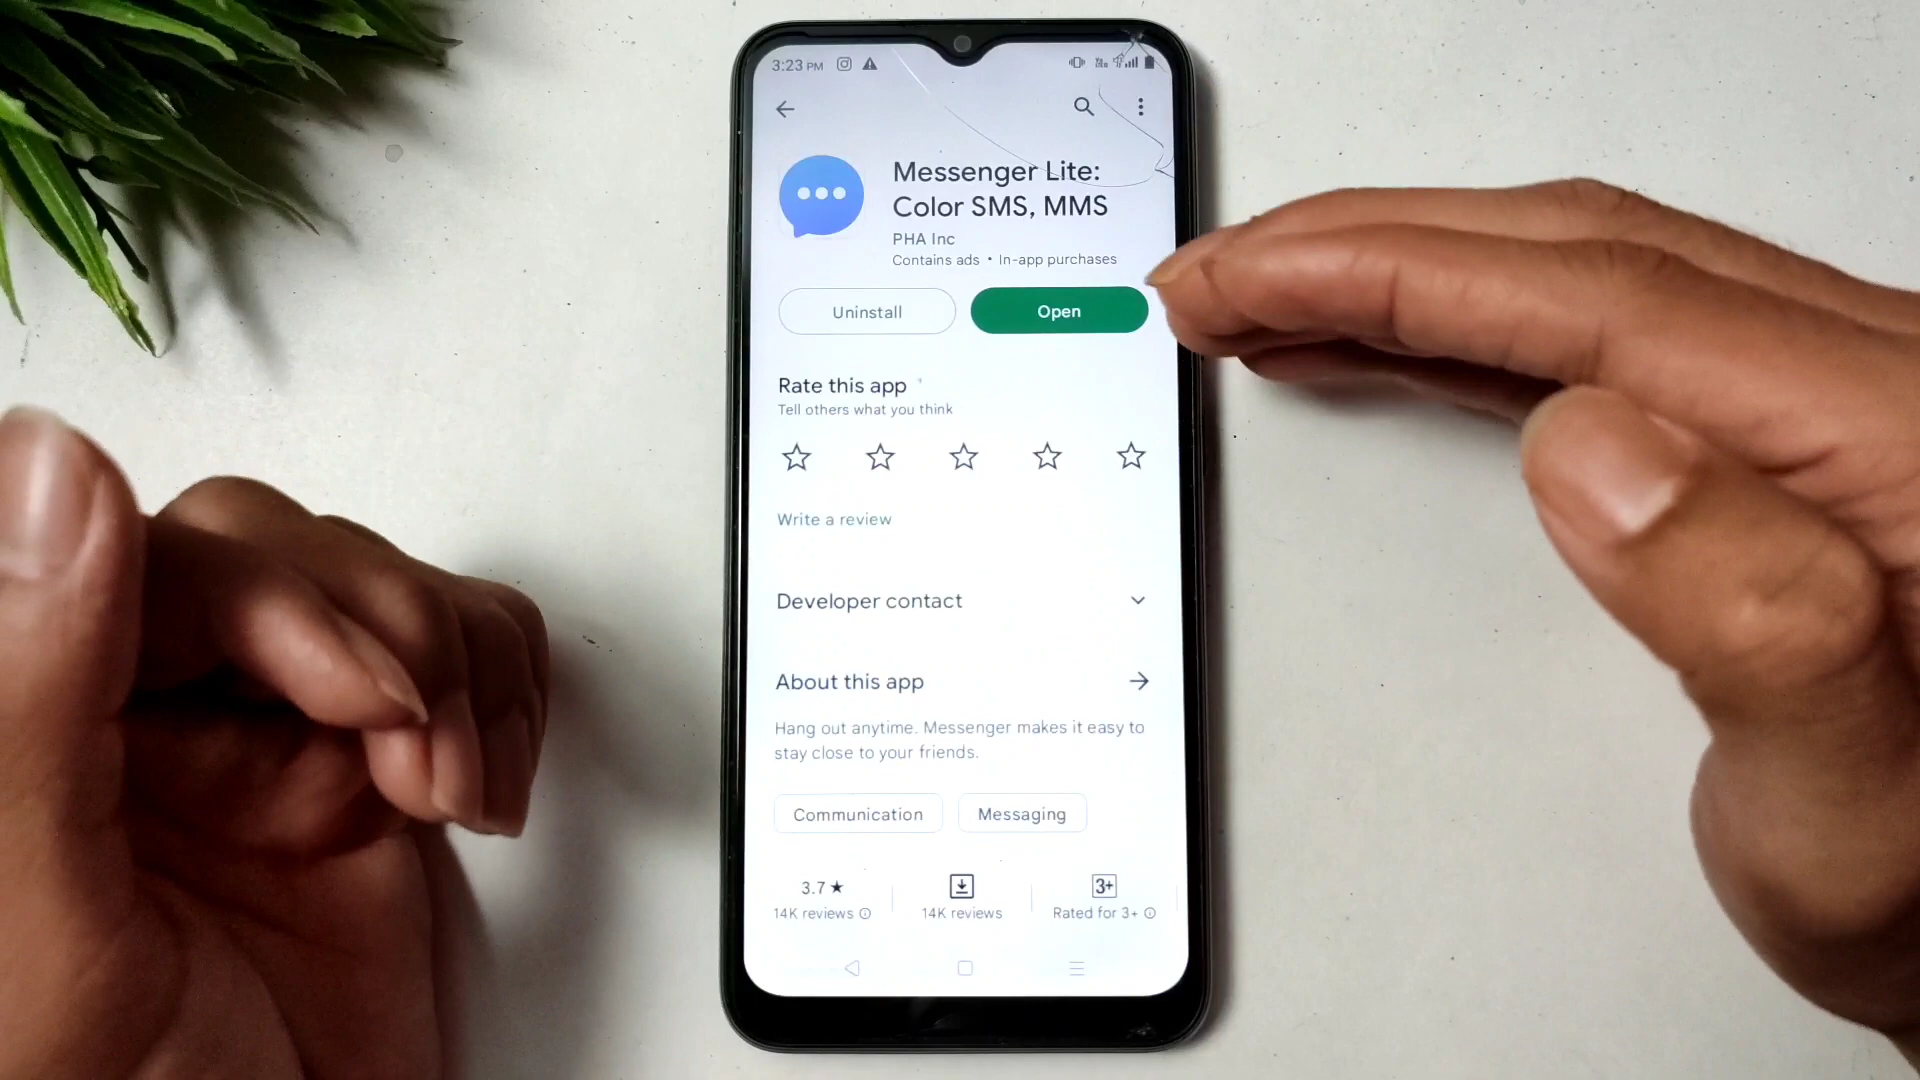 3:23 PM
Messenger Lite:
Color SMS, MMS
PHA Inc
Contains ads • In-app purchases
Uninstall
Open
Rate this app
Tell others what you think
Write a review
Developer contact
About this app
Hang out anytime. Messenger makes it easy to
stay close to your friends.
Communication
Messaging
3.7★
3+
14K reviews
14K reviews
Rated for 3+